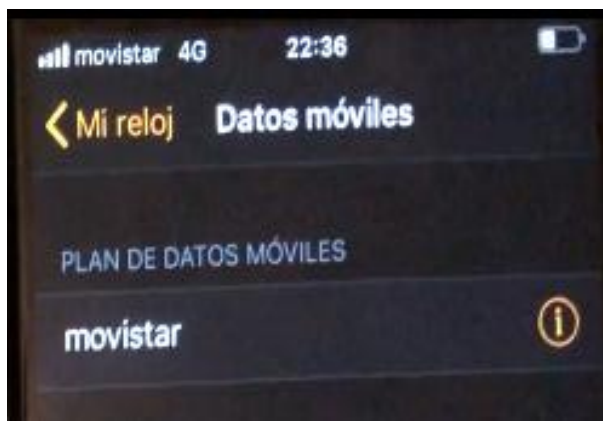 movistar 4G 22:36
Mi reloj Datos móviles
PLAN DE DATOS MÓVILES
movistar